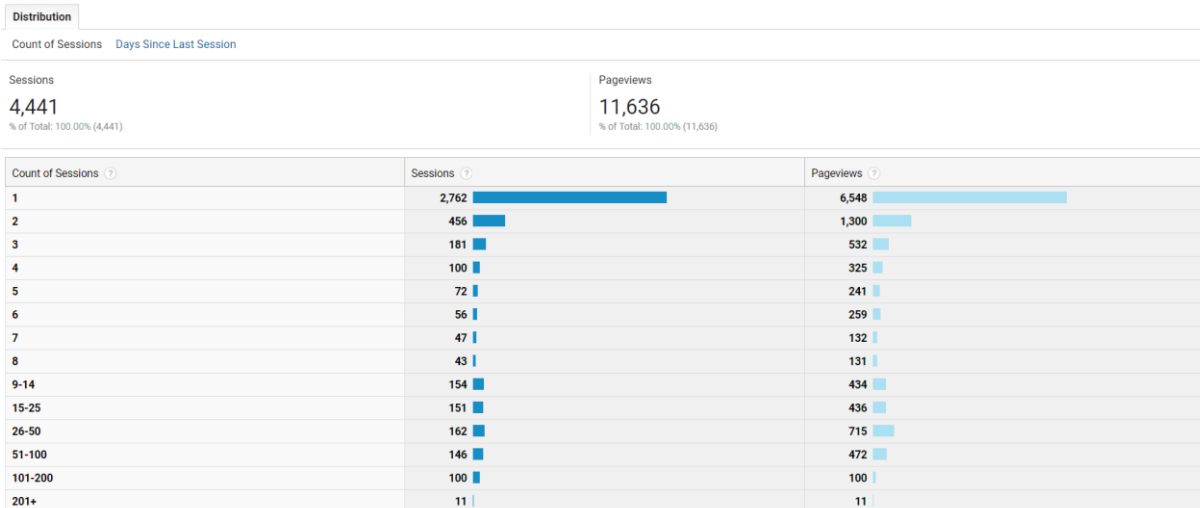 Distribution
Count of Sessions Days Since Last Session
Sessions Pageviews
4,441 11,636
% of Total: 100.00% (4,441) % of Total: 100.00% (11,636)
Count of Sessions ? Sessions ? Pageviews ?
1 2,762 6,548
2 456 1,300
3 181 532
4 100 325
5 72 241
6 56 259
7 47 132
8 43 131
9-14 154 434
15-25 151 436
26-50 162 715
51-100 146 472
101-200 100 100
201+ 11 11